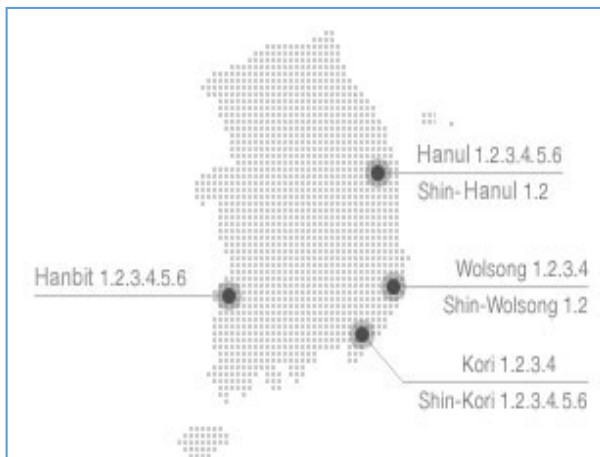 Hanul 1.2.3.4.5.6
Shin-Hanul 1.2
Hanbit 1.2.3.4.5.6
Wolsong 1.2.3.4
Shin-Wolsong 1.2
Kori 1.2.3.4
Shin-Kori 1.2.3.4.5.6